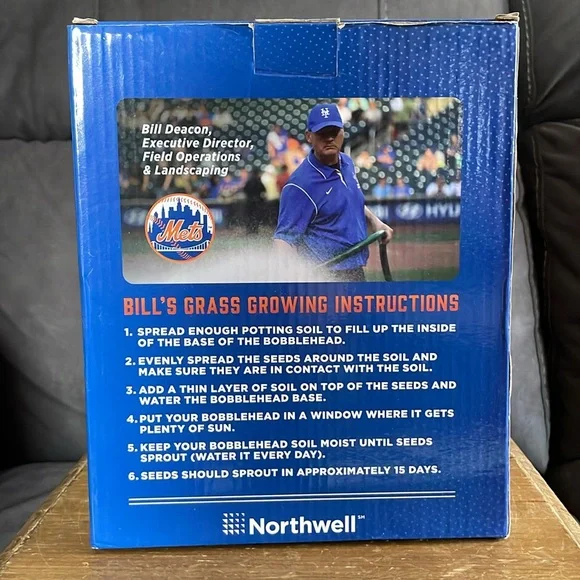 Bill Deacon,
Executive Director,
Field Operations
& Landscaping
NY
Mets
HYU
BILL'S GRASS GROWING INSTRUCTIONS
1. SPREAD ENOUGH POTTING SOIL TO FILL UP THE INSIDE
OF THE BASE OF THE BOBBLEHEAD.
2. EVENLY SPREAD THE SEEDS AROUND THE SOIL AND
MAKE SURE THEY ARE IN CONTACT WITH THE SOIL.
3. ADD A THIN LAYER OF SOIL ON TOP OF THE SEEDS AND
WATER THE BOBBLEHEAD BASE.
4. PUT YOUR BOBBLEHEAD IN A WINDOW WHERE IT GETS
PLENTY OF SUN.
5. KEEP YOUR BOBBLEHEAD SOIL MOIST UNTIL SEEDS
SPROUT (WATER IT EVERY DAY).
6. SEEDS SHOULD SPROUT IN APPROXIMATELY 15 DAYS.
Northwell℠